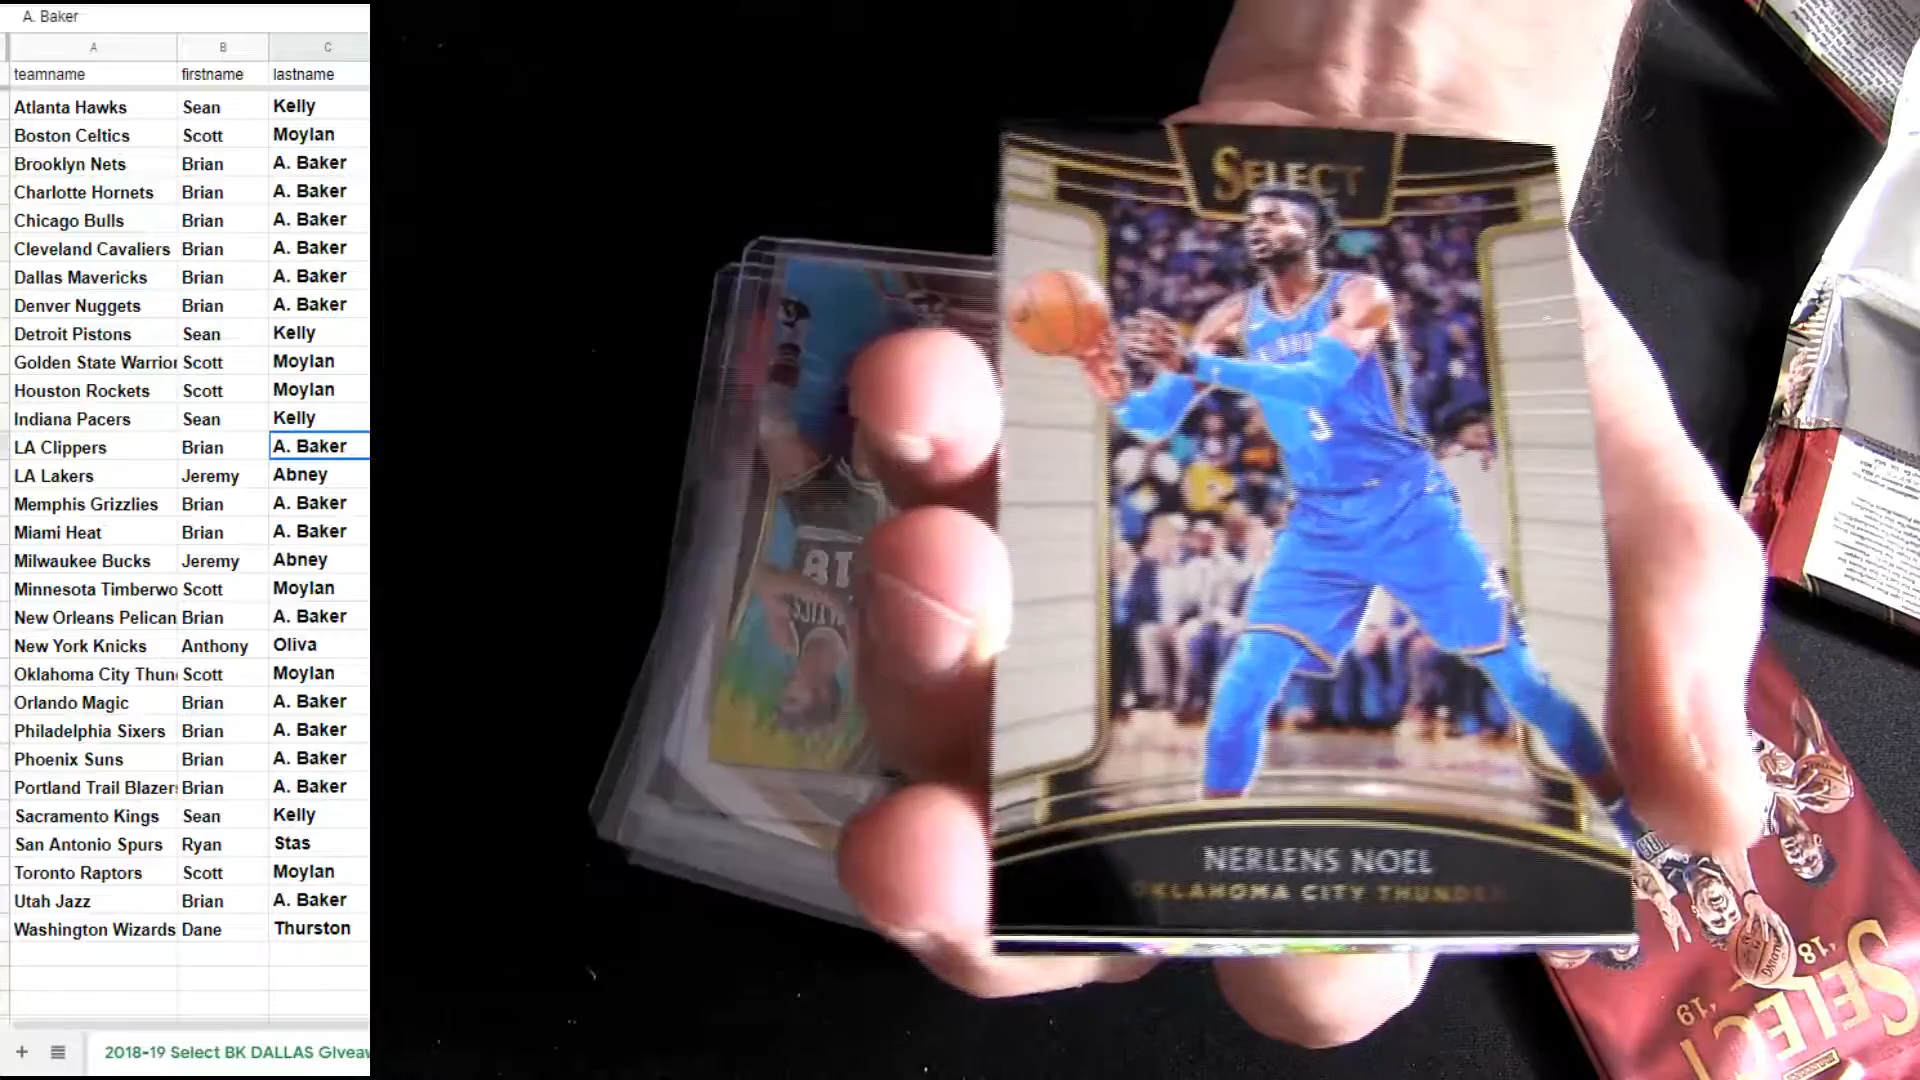 A. Baker
A B C
teamname firstname lastname
Atlanta Hawks Sean Kelly
Boston Celtics Scott Moylan
Brooklyn Nets Brian A. Baker
Charlotte Hornets Brian A. Baker
Chicago Bulls Brian A. Baker
Cleveland Cavaliers Brian A. Baker
Dallas Mavericks Brian A. Baker
Denver Nuggets Brian A. Baker
Detroit Pistons Sean Kelly
Golden State Warrior Scott Moylan
Houston Rockets Scott Moylan
Indiana Pacers Sean Kelly
LA Clippers Brian A. Baker
LA Lakers Jeremy Abney
Memphis Grizzlies Brian A. Baker
Miami Heat Brian A. Baker
Milwaukee Bucks Jeremy Abney
Minnesota Timberwo Scott Moylan
New Orleans Pelican Brian A. Baker
New York Knicks Anthony Oliva
Oklahoma City Thun Scott Moylan
Orlando Magic Brian A. Baker
Philadelphia Sixers Brian A. Baker
Phoenix Suns Brian A. Baker
Portland Trail Blazer Brian A. Baker
Sacramento Kings Sean Kelly
San Antonio Spurs Ryan Stas
Toronto Raptors Scott Moylan
Utah Jazz Brian A. Baker
Washington Wizards Dane Thurston
2018-19 Select BK DALLAS Giveaw
SELECT
3
NERLENS NOEL
OKLAHOMA CITY THUNDER
18
CELTICS
'18
'19
SELECT